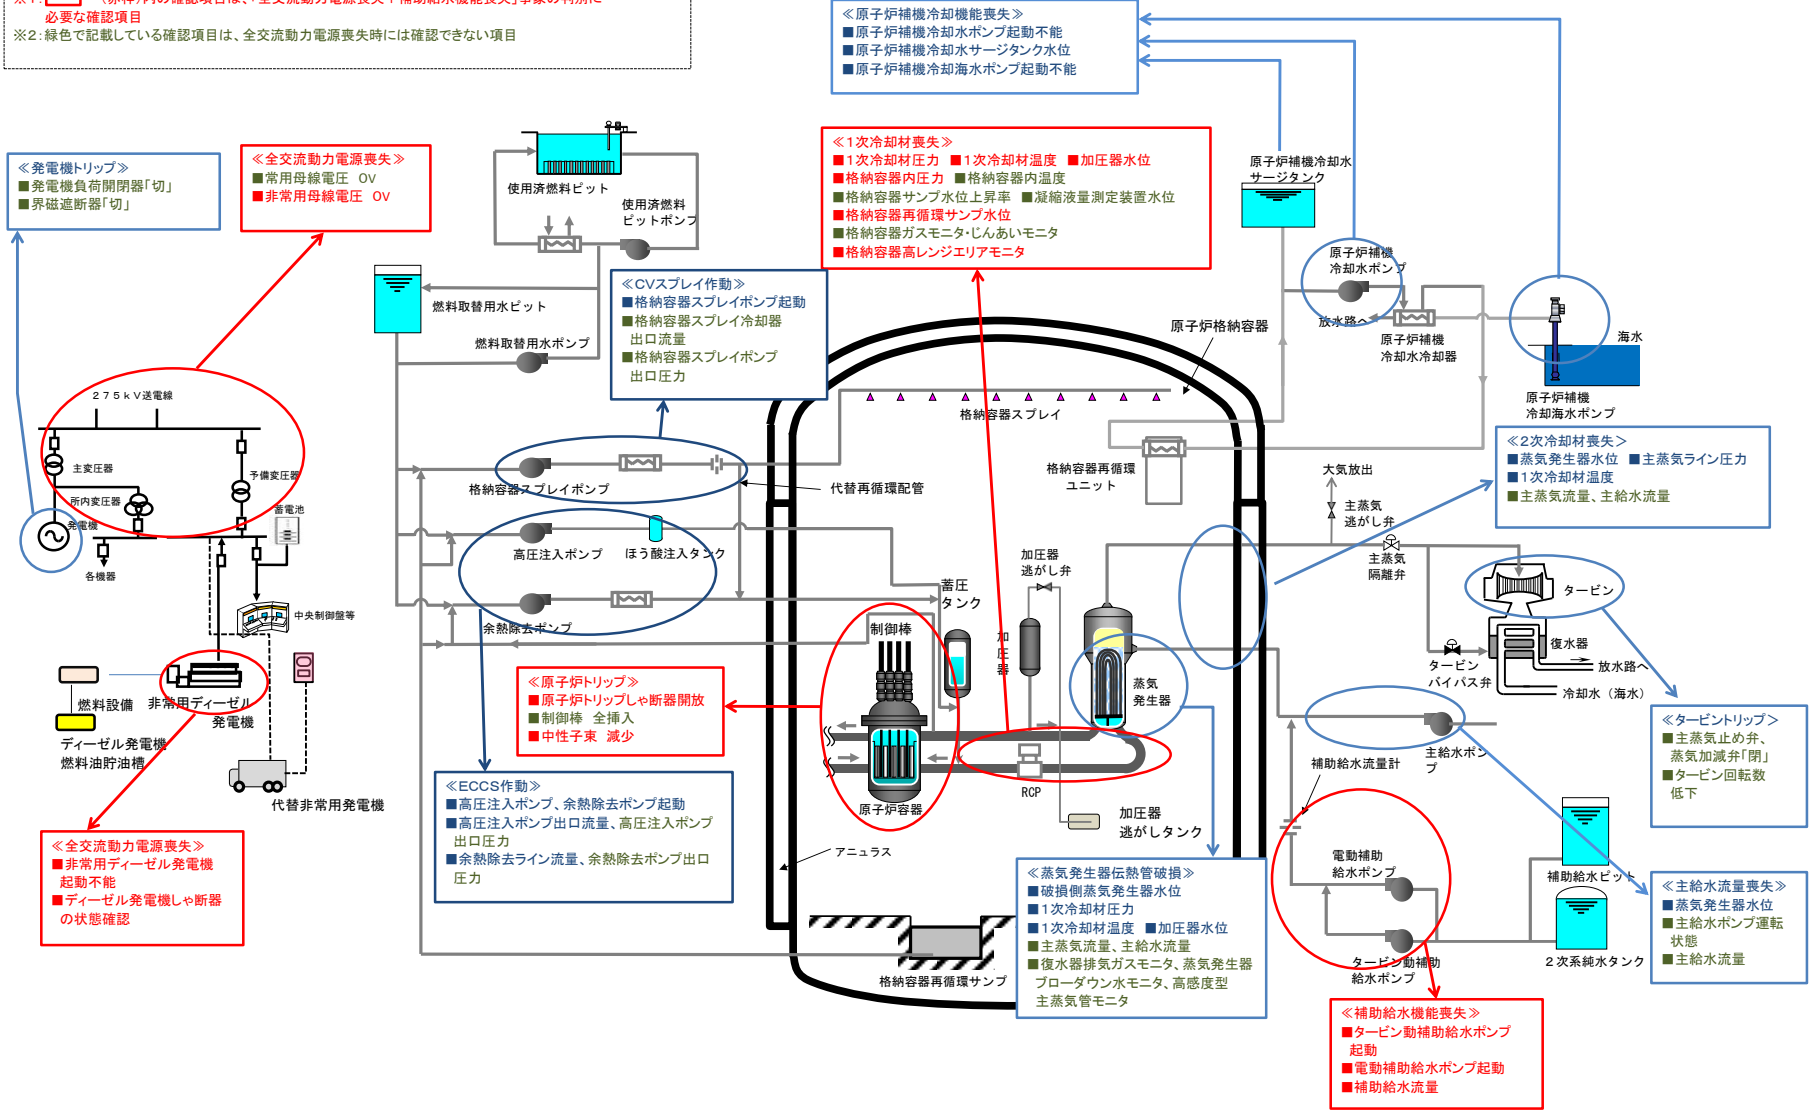 (赤枠)内の確認項目は、「全交流動力電源喪失+補助給水機能喪失」事象の判別に
必要な確認項目
※2:緑色で記載している確認項目は、全交流動力電源喪失時には確認できない項目
≪原子炉補機冷却機能喪失≫
■原子炉補機冷却水ポンプ起動不能
■原子炉補機冷却水サージタンク水位
■原子炉補機冷却海水ポンプ起動不能
≪発電機トリップ≫
■発電機負荷開閉器「切」
■界磁遮断器「切」
≪全交流動力電源喪失≫
■常用母線電圧 0V
■非常用母線電圧 0V
使用済燃料ピット
使用済燃料
ピットポンプ
≪1次冷却材喪失≫
■1次冷却材圧力 ■1次冷却材温度 ■加圧器水位
■格納容器内圧力 ■格納容器内温度
■格納容器サンプ水位上昇率 ■凝縮液量測定装置水位
■格納容器再循環サンプ水位
■格納容器ガスモニタ・じんあいモニタ
■格納容器高レンジエリアモニタ
原子炉補機冷却水
サージタンク
原子炉補機
冷却水ポンプ
放水路へ
原子炉補機
冷却水冷却器
海水
原子炉補機
冷却海水ポンプ
燃料取替用水ピット
燃料取替用水ポンプ
≪CVスプレイ作動≫
■格納容器スプレイポンプ起動
■格納容器スプレイ冷却器
出口流量
■格納容器スプレイポンプ
出口圧力
原子炉格納容器
格納容器スプレイ
275kV送電線
主変圧器
予備変圧器
所内変圧器
発電機
蓄電池
各機器
中央制御盤等
格納容器スプレイポンプ
代替再循環配管
高圧注入ポンプ
ほう酸注入タンク
余熱除去ポンプ
格納容器再循環
ユニット
≪2次冷却材喪失>
■蒸気発生器水位 ■主蒸気ライン圧力
■1次冷却材温度
■主蒸気流量、主給水流量
大気放出
主蒸気
逃がし弁
主蒸気
隔離弁
タービン
復水器
タービン
バイパス弁
放水路へ
冷却水(海水)
加圧器
逃がし弁
蓄圧
タンク
制御棒
加
圧
器
蒸気
発生器
≪原子炉トリップ≫
■原子炉トリップしゃ断器開放
■制御棒 全挿入
■中性子束 減少
燃料設備
非常用ディーゼル
発電機
ディーゼル発電機
燃料油貯油槽
代替非常用発電機
≪タービントリップ>
■主蒸気止め弁、
蒸気加減弁「閉」
■タービン回転数
低下
主給水ポン
プ
補助給水流量計
RCP
原子炉容器
加圧器
逃がしタンク
≪ECCS作動≫
■高圧注入ポンプ、余熱除去ポンプ起動
■高圧注入ポンプ出口流量、高圧注入ポンプ
出口圧力
■余熱除去ライン流量、余熱除去ポンプ出口
圧力
≪全交流動力電源喪失≫
■非常用ディーゼル発電機
起動不能
■ディーゼル発電機しゃ断器
の状態確認
アニュラス
格納容器再循環サンプ
≪蒸気発生器伝熱管破損≫
■破損側蒸気発生器水位
■1次冷却材圧力
■1次冷却材温度 ■加圧器水位
■主蒸気流量、主給水流量
■復水器排気ガスモニタ、蒸気発生器
ブローダウン水モニタ、高感度型
主蒸気管モニタ
電動補助
給水ポンプ
補助給水ピット
タービン動補助
給水ポンプ
2次系純水タンク
≪主給水流量喪失>
■蒸気発生器水位
■主給水ポンプ運転
状態
■主給水流量
≪補助給水機能喪失≫
■タービン動補助給水ポンプ
起動
■電動補助給水ポンプ起動
■補助給水流量